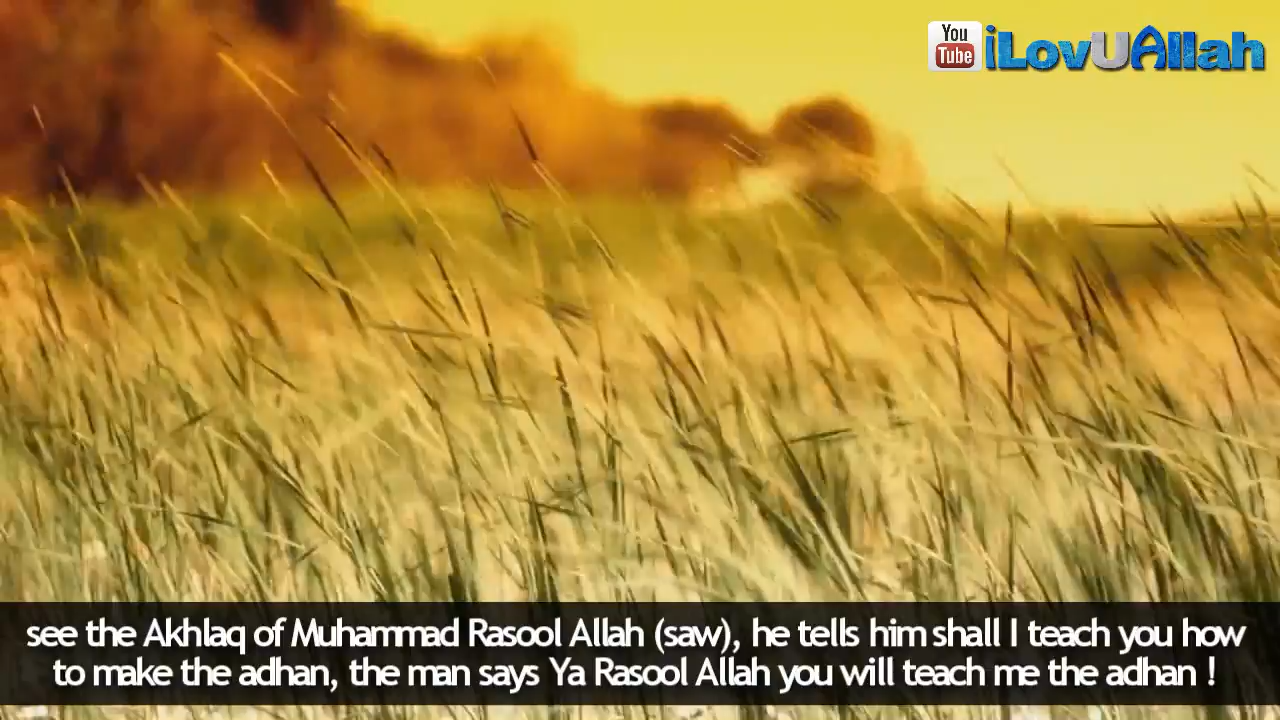 You
Tube
iLovUAllah
see the Akhlaq of Muhammad Rasool Allah (saw), he tells him shall I teach you how
to make the adhan, the man says Ya Rasool Allah you will teach me the adhan !